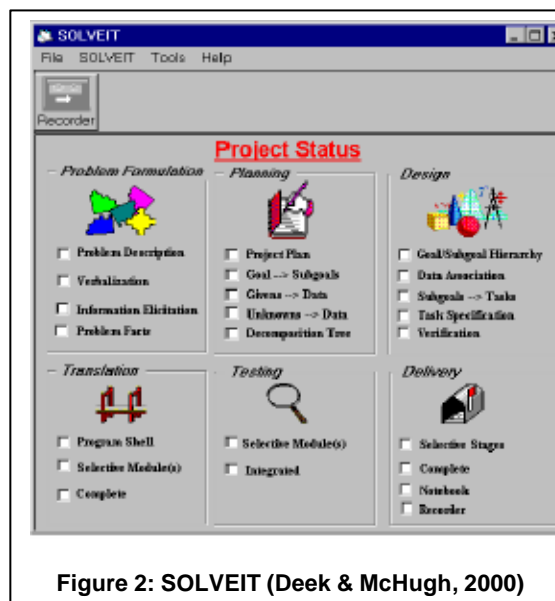 SOLVEIT
File SOLVEIT Tools Help
Recorder
Project Status
Problem Formulation
Problem Description
Verbalization
Information Elicitation
Problem Facts
Planning
Project Plan
Goal --> Subgoals
Givens --> Data
Unknowns --> Data
Decomposition Tree
Design
Goal/Subgoal Hierarchy
Data Association
Subgoals --> Tasks
Task Specification
Verification
Translation
Program Shell
Selective Module(s)
Complete
Testing
Selective Module(s)
Integrated
Delivery
Selective Stages
Complete
Notebook
Recorder
Figure 2: SOLVEIT (Deek & McHugh, 2000)